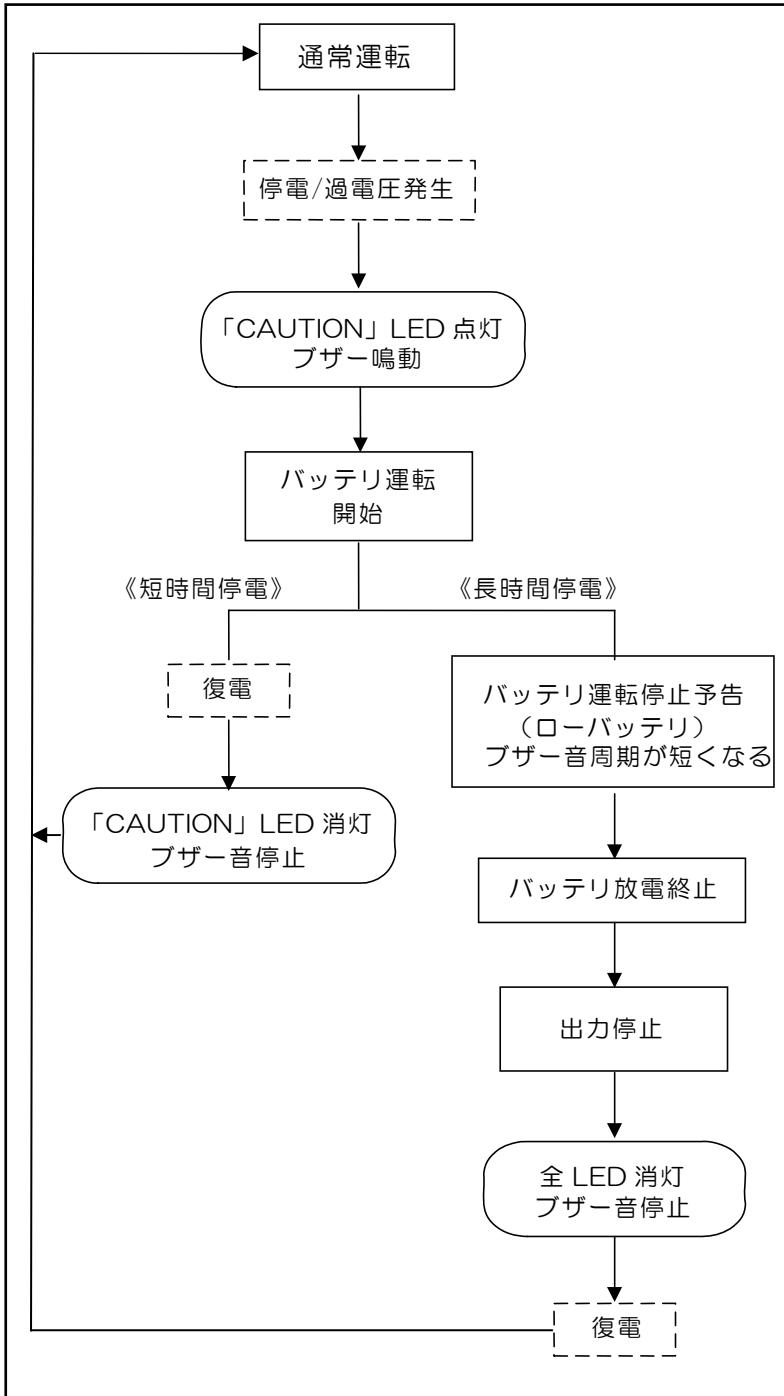 通常運転
停電/過電圧発生
「CAUTION」LED 点灯
ブザー鳴動
バッテリ運転
開始
《短時間停電》
《長時間停電》
復電
「CAUTION」LED 消灯
ブザー音停止
バッテリ運転停止予告
（ローバッテリ）
ブザー音周期が短くなる
バッテリ放電終止
出力停止
全 LED 消灯
ブザー音停止
復電